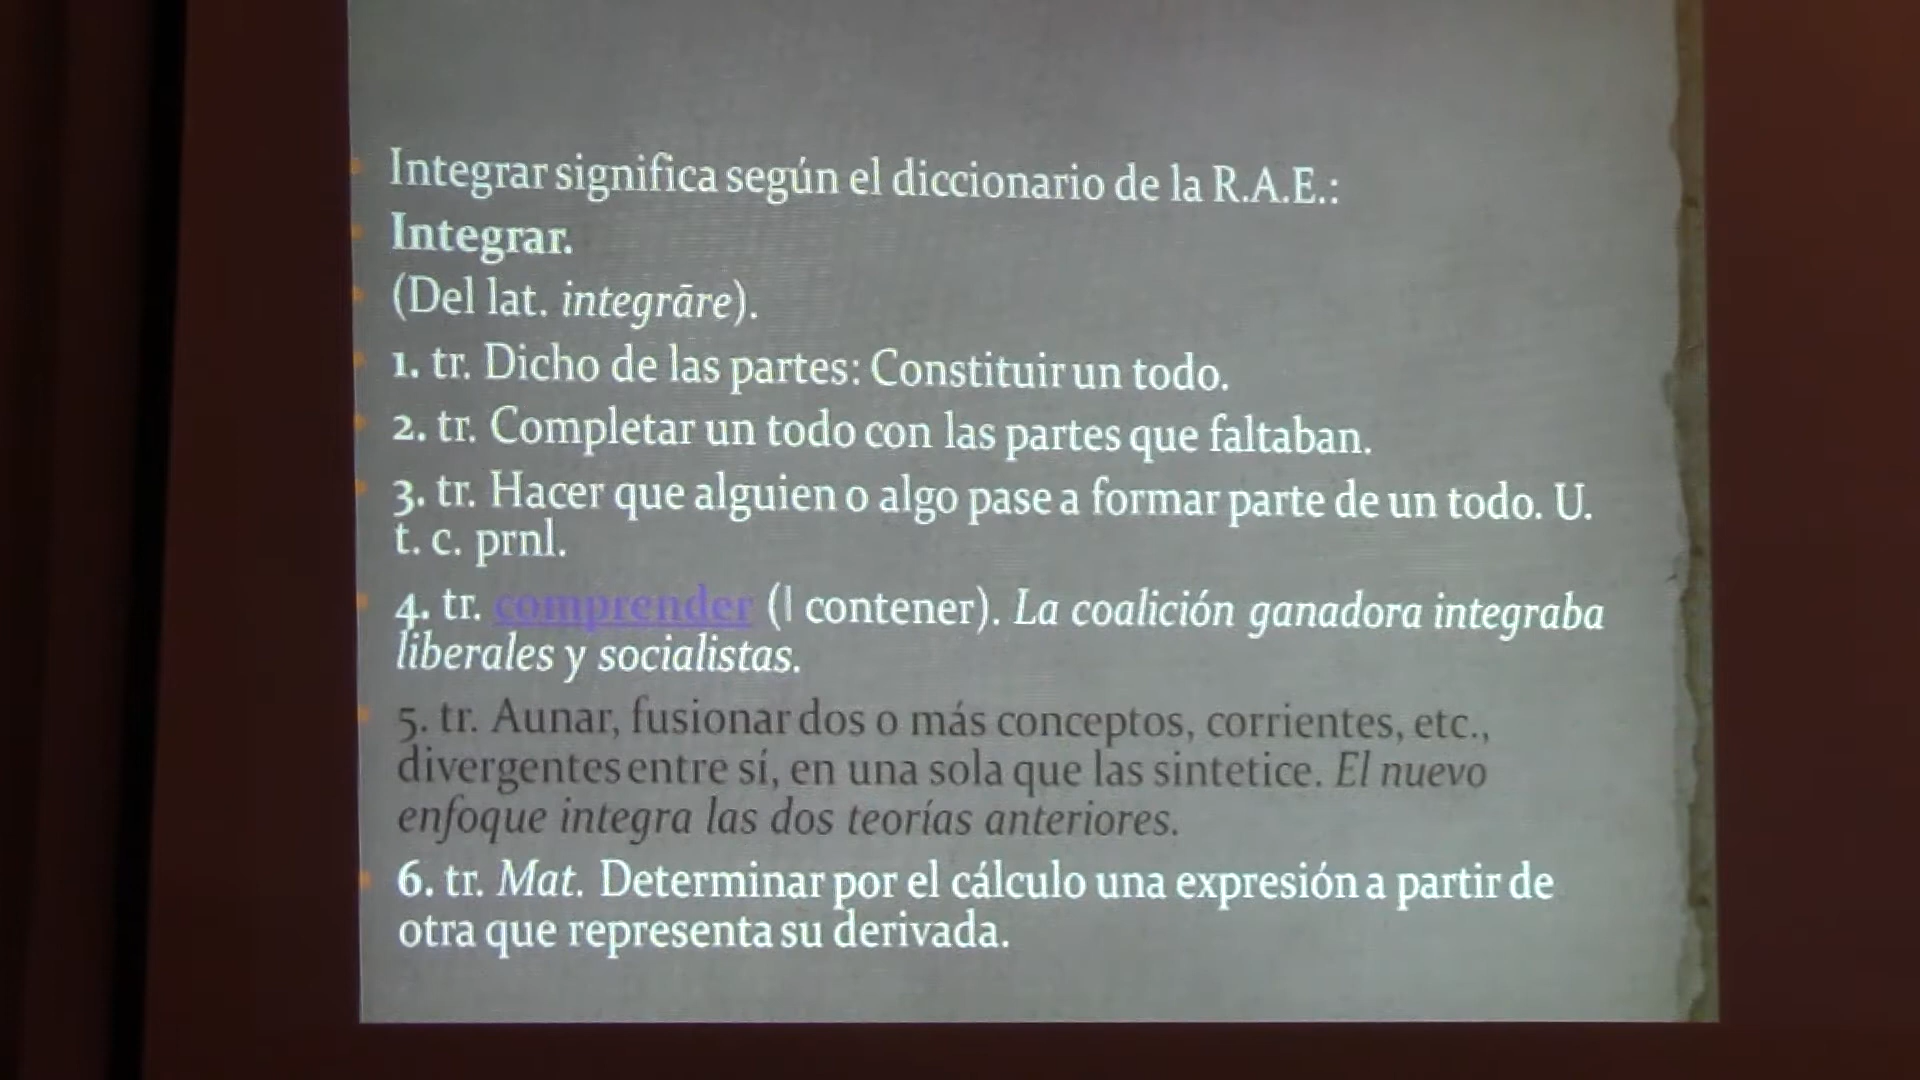 Integrar significa según el diccionario de la R.A.E.:
Integrar.
(Del lat. integrāre).
1. tr. Dicho de las partes: Constituir un todo.
2. tr. Completar un todo con las partes que faltaban.
3. tr. Hacer que alguien o algo pase a formar parte de un todo. U.
t. c. prnl.
4. tr. comprender (| contener). La coalición ganadora integraba
liberales y socialistas.
5. tr. Aunar, fusionar dos o más conceptos, corrientes, etc.,
divergentes entre sí, en una sola que las sintetice. El nuevo
enfoque integra las dos teorías anteriores.
6. tr. Mat. Determinar por el cálculo una expresión a partir de
otra que representa su derivada.